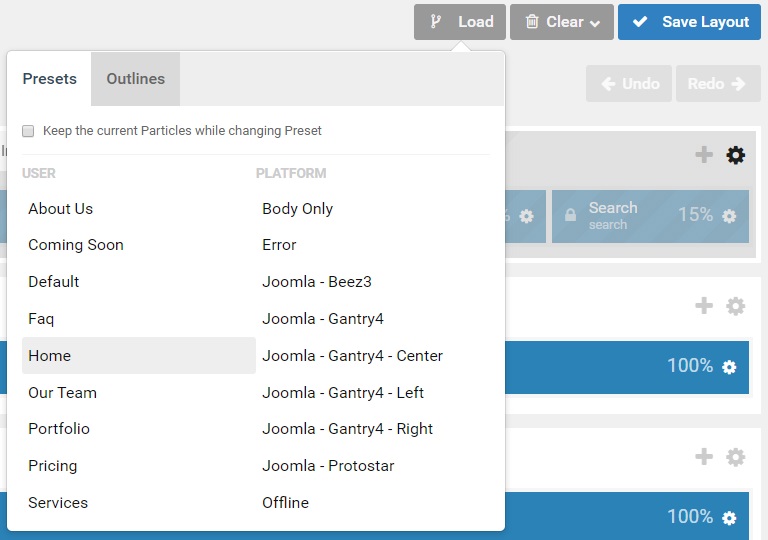 Load
Clear
Save Layout
Presets
Outlines
Undo
Redo
Keep the current Particles while changing Preset
USER
PLATFORM
About Us
Body Only
Coming Soon
Error
Default
Joomla - Beez3
Faq
Joomla - Gantry4
Home
Joomla - Gantry4 - Center
Our Team
Joomla - Gantry4 - Left
Portfolio
Joomla - Gantry4 - Right
Pricing
Joomla - Protostar
Services
Offline
%
Search
search
15%
100%
100%